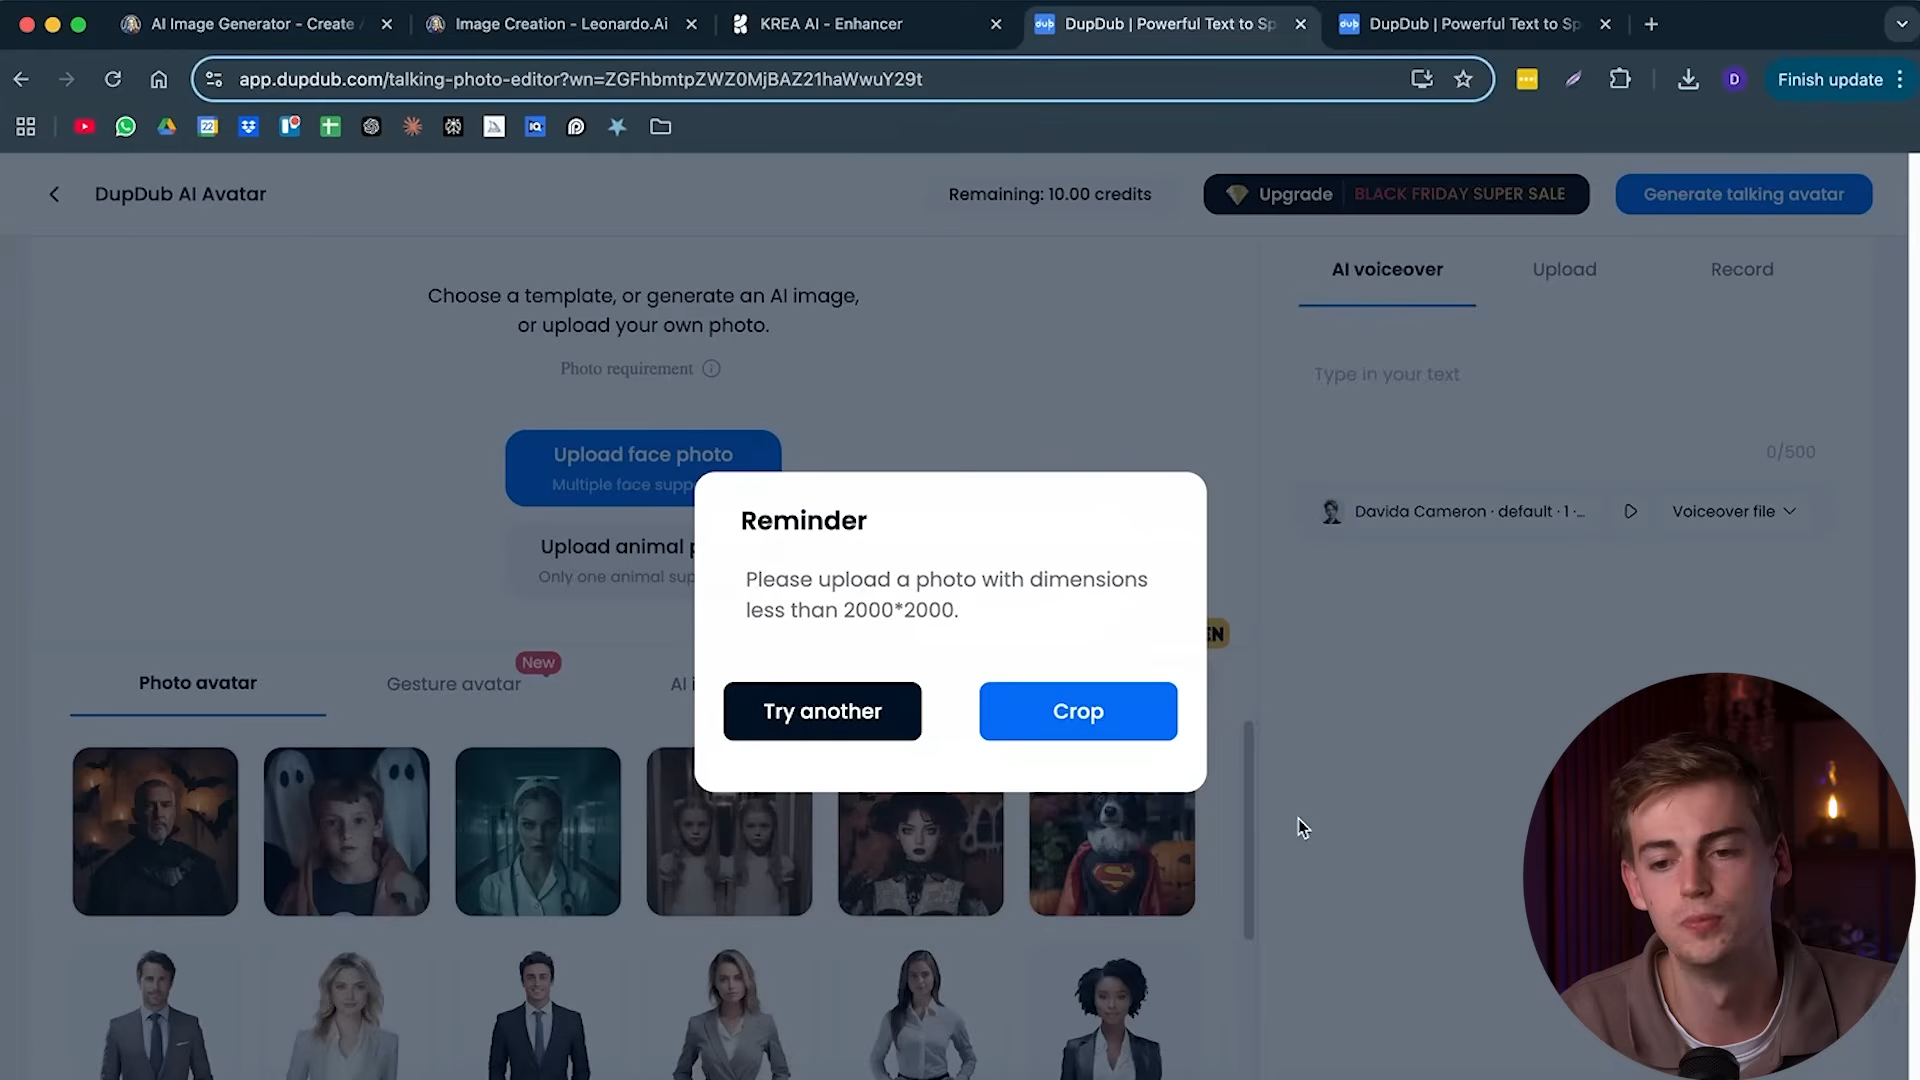 AI Image Generator - Create
Image Creation - Leonardo.Ai
KREA AI - Enhancer
DupDub | Powerful Text to Sp
DupDub | Powerful Text to Sp
app.dupdub.com/talking-photo-editor?wn=ZGFhbmtpZWZ0MjBAZ21haWwuY29t
D
Finish update
22
IQ
DupDub AI Avatar
Remaining: 10.00 credits
Upgrade
BLACK FRIDAY SUPER SALE
Generate talking avatar
Choose a template, or generate an AI image,
or upload your own photo.
Photo requirement
Upload face photo
Multiple face supp
Upload animal p
Only one animal sup
AI voiceover
Upload
Record
Type in your text
0/500
Davida Cameron · default · 1 ·...
Voiceover file
Reminder
Please upload a photo with dimensions
less than 2000*2000.
Try another
Crop
EN
Photo avatar
Gesture avatar
New
AI i